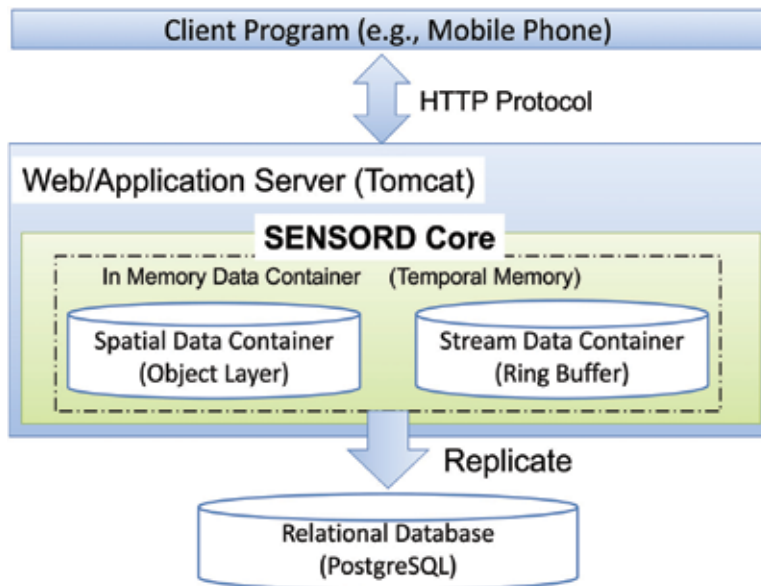 Client Program (e.g., Mobile Phone)
HTTP Protocol
Web/Application Server (Tomcat)
SENSORD Core
In Memory Data Container (Temporal Memory)
Spatial Data Container
(Object Layer)
Stream Data Container
(Ring Buffer)
Replicate
Relational Database
(PostgreSQL)